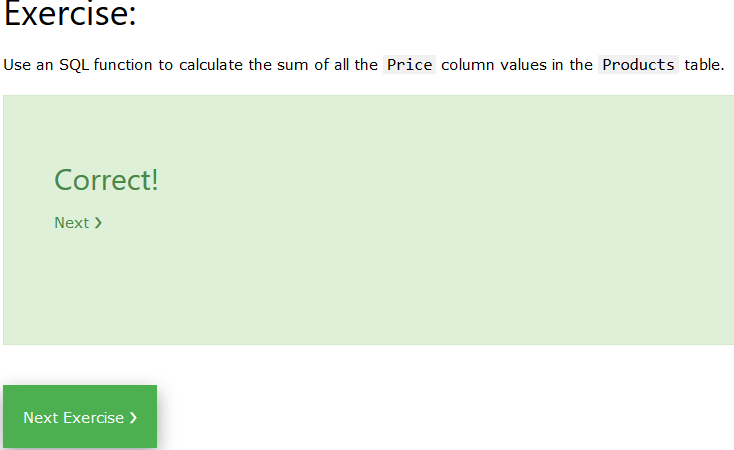 Exercise:
Use an SQL function to calculate the sum of all the Price column values in the Products table.
Correct!
Next ❯
Next Exercise ❯